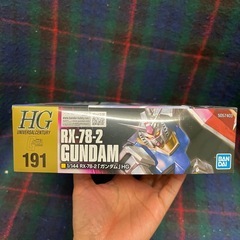 HG
UNIVERSAL CENTURY
191
RX-78-2
GUNDAM
1/144 RX-78-2「ガンダム」HG
BANDAI